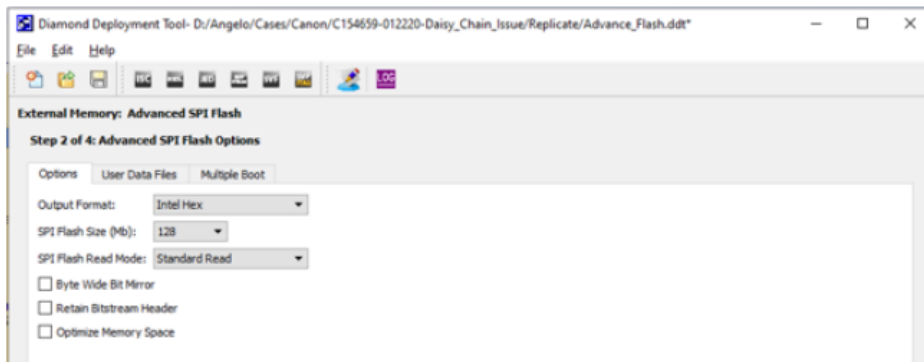 Diamond Deployment Tool- D:/Angelo/Cases/Canon/C154659-012220-Daisy_Chain_Issue/Replicate/Advance_Flash.ddt*
File Edit Help
LOG
External Memory: Advanced SPI Flash
Step 2 of 4: Advanced SPI Flash Options
Options User Data Files Multiple Boot
Output Format: Intel Hex
SPI Flash Size (Mb): 128
SPI Flash Read Mode: Standard Read
Byte Wide Bit Mirror
Retain Bitstream Header
Optimize Memory Space